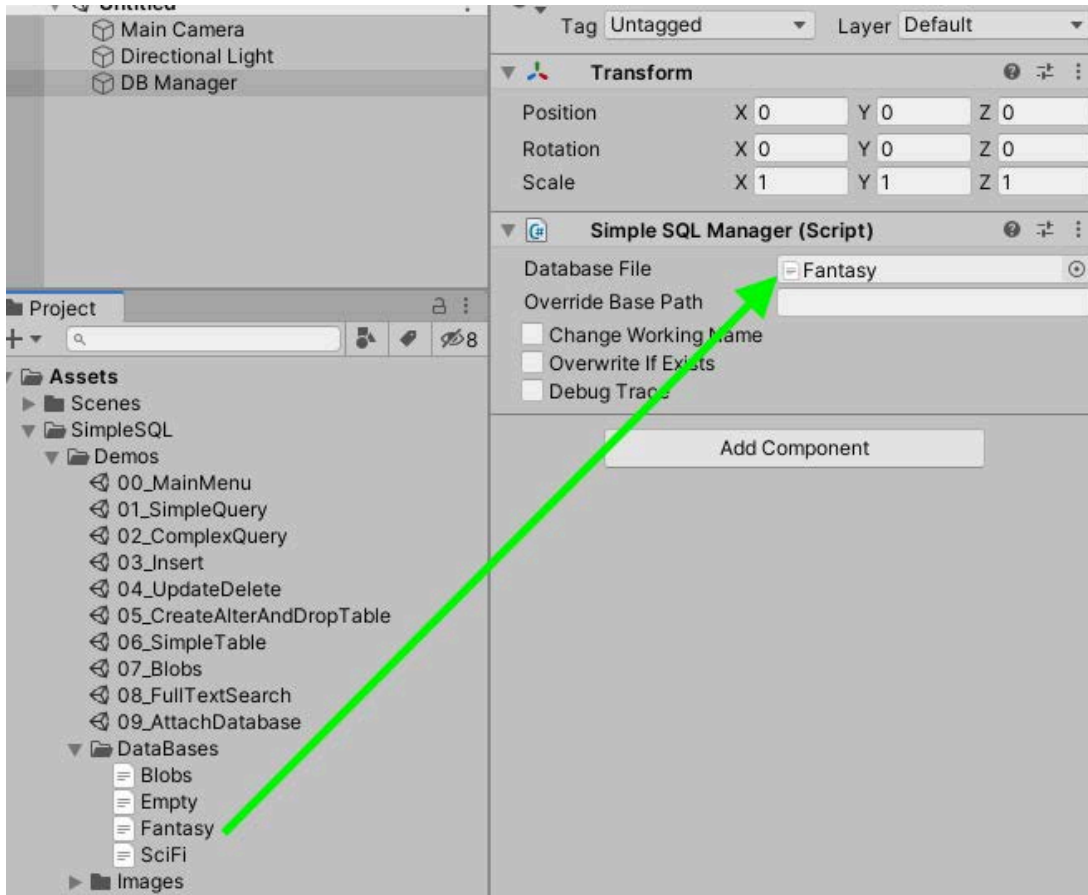 Untitled
Main Camera
Directional Light
DB Manager
Project
8
Assets
Scenes
SimpleSQL
Demos
00_MainMenu
01_SimpleQuery
02_ComplexQuery
03_Insert
04_UpdateDelete
05_CreateAlterAndDropTable
06_SimpleTable
07_Blobs
08_FullTextSearch
09_AttachDatabase
DataBases
Blobs
Empty
Fantasy
SciFi
Images
Tag Untagged Layer Default
Transform
Position X 0 Y 0 Z 0
Rotation X 0 Y 0 Z 0
Scale X 1 Y 1 Z 1
Simple SQL Manager (Script)
Database File Fantasy
Override Base Path
Change Working Name
Overwrite If Exists
Debug Trace
Add Component